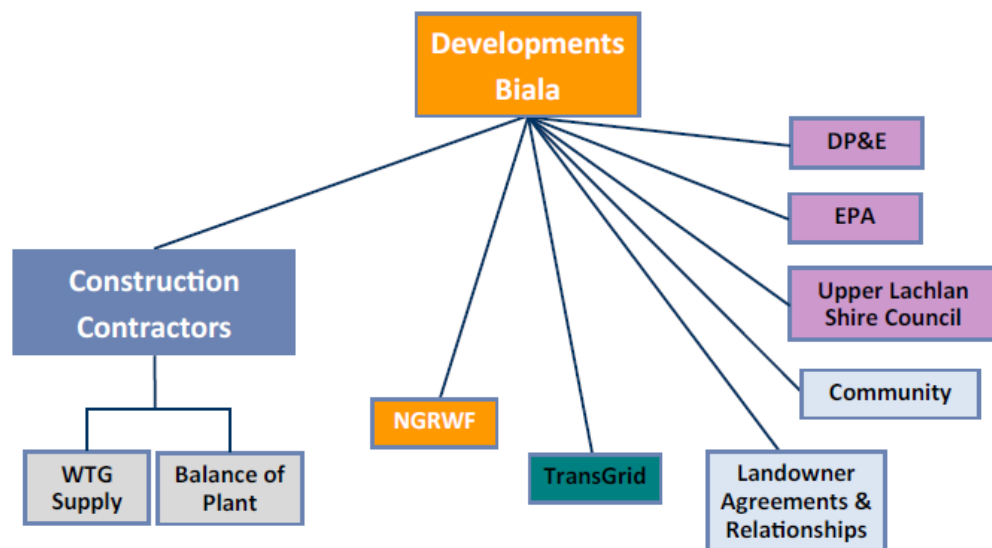 Developments
Biala
DP&E
EPA
Upper Lachlan
Shire Council
Construction
Contractors
Community
NGRWF
TransGrid
Landowner
Agreements &
Relationships
WTG
Supply
Balance of
Plant